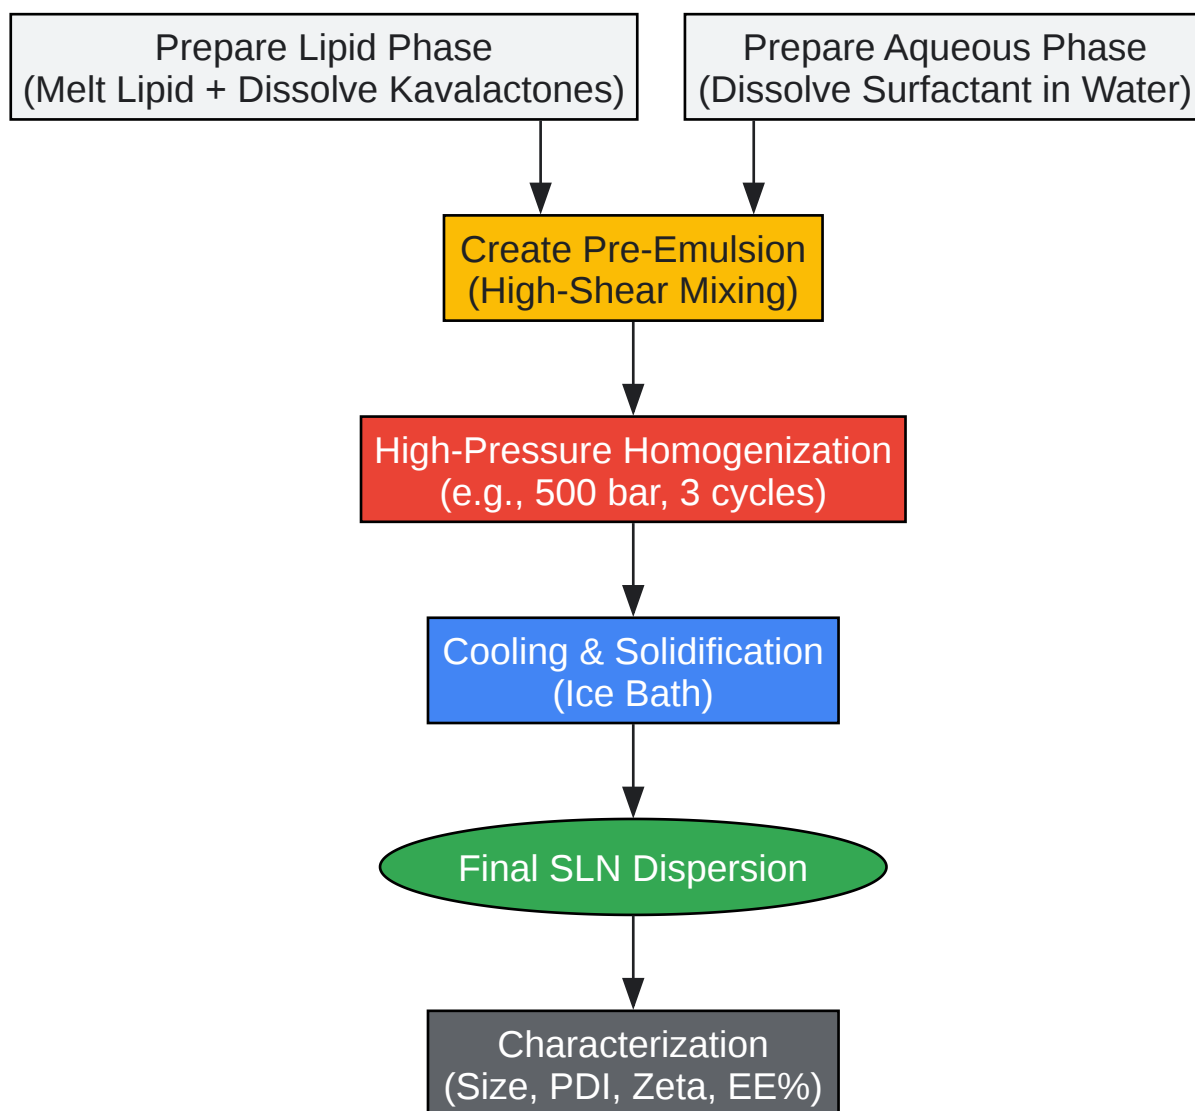 Prepare Lipid Phase
(Melt Lipid + Dissolve Kavalactones)
Prepare Aqueous Phase
(Dissolve Surfactant in Water)
Create Pre-Emulsion
(High-Shear Mixing)
High-Pressure Homogenization
(e.g., 500 bar, 3 cycles)
Cooling & Solidification
(Ice Bath)
Final SLN Dispersion
Characterization
(Size, PDI, Zeta, EE%)